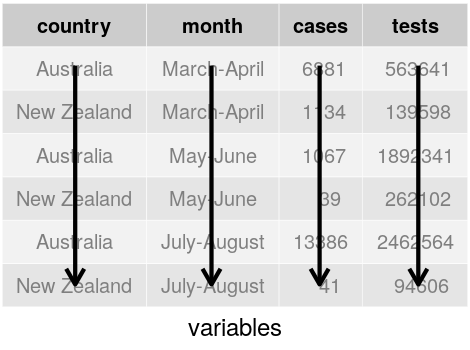 country month cases tests
Australia March-April 6881 563641
New Zealand March-April 1134 139598
Australia May-June 1067 1892341
New Zealand May-June 39 262102
Australia July-August 13386 2462564
New Zealand July-August 41 94606
variables